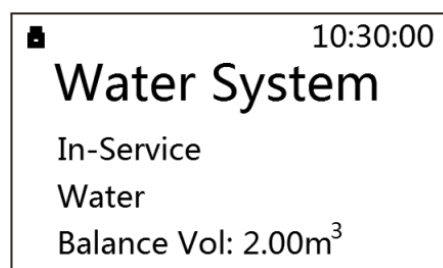 10:30:00
Water System
In-Service
Water
Balance Vol: 2.00m³